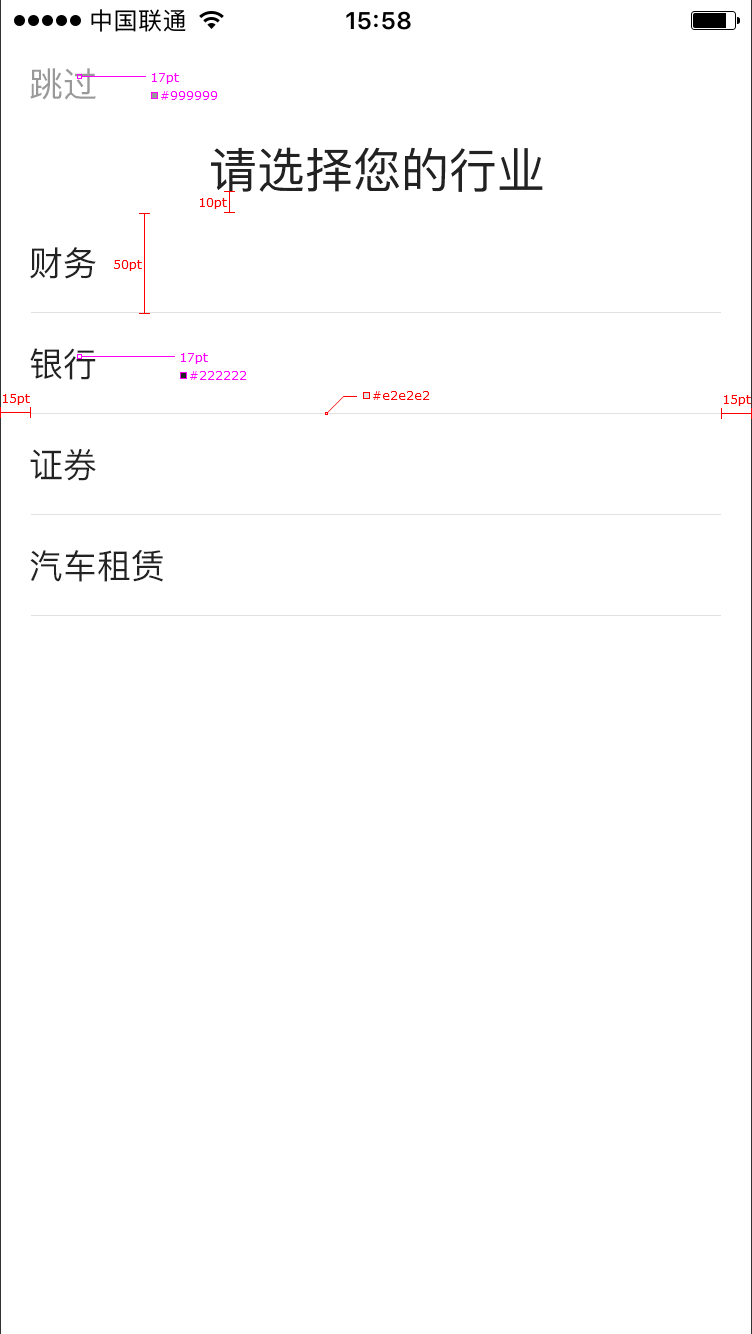 中国联通 15:58
跳过 17pt
#999999
请选择您的行业
10pt
财务 50pt
银行 17pt
#222222
15pt #e2e2e2 15pt
证券
汽车租赁